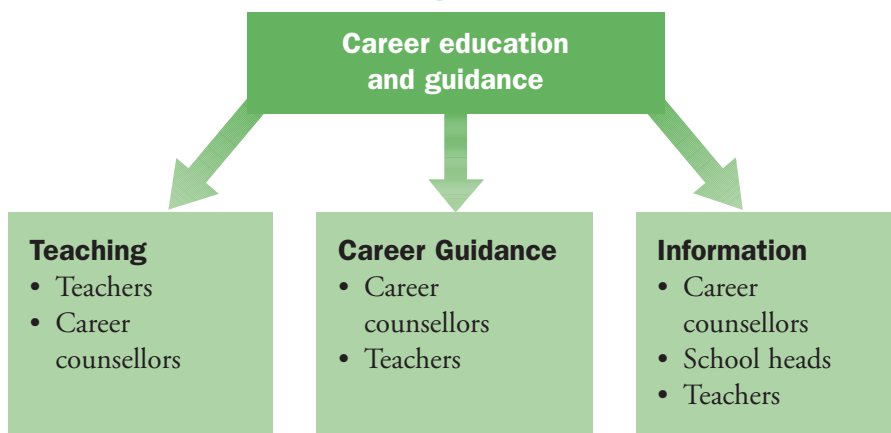 Career education
and guidance
Teaching
• Teachers
• Career
counsellors
Career Guidance
• Career
counsellors
• Teachers
Information
• Career
counsellors
• School heads
• Teachers